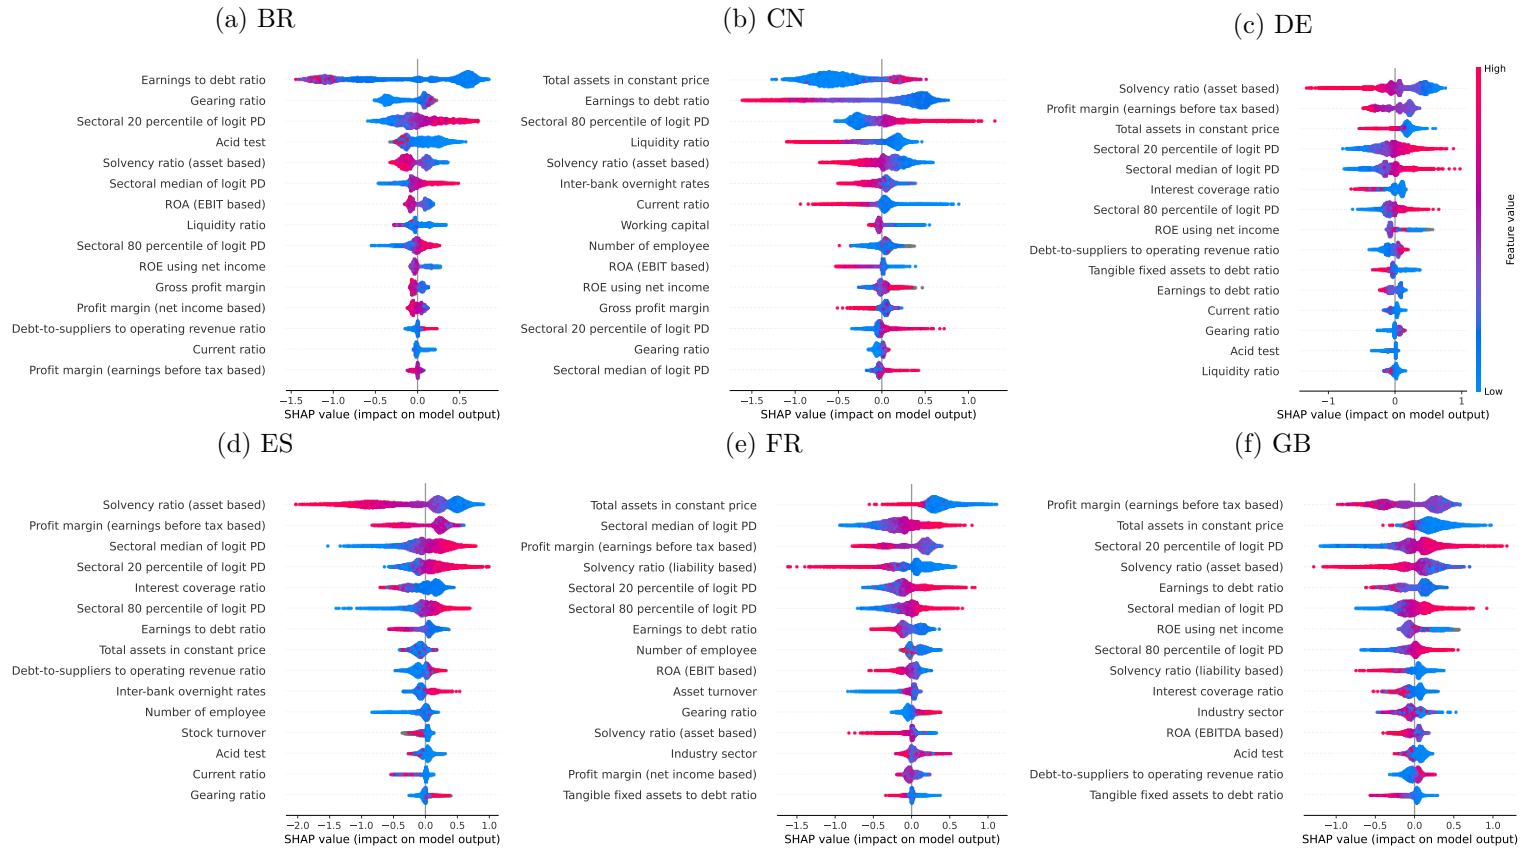 (a) BR
Earnings to debt ratio
Gearing ratio
Sectoral 20 percentile of logit PD
Acid test
Solvency ratio (asset based)
Sectoral median of logit PD
ROA (EBIT based)
Liquidity ratio
Sectoral 80 percentile of logit PD
ROE using net income
Gross profit margin
Profit margin (net income based)
Debt-to-suppliers to operating revenue ratio
Current ratio
Profit margin (earnings before tax based)
−1.5 −1.0 −0.5 0.0 0.5
SHAP value (impact on model output)
(b) CN
Total assets in constant price
Earnings to debt ratio
Sectoral 80 percentile of logit PD
Liquidity ratio
Solvency ratio (asset based)
Inter-bank overnight rates
Current ratio
Working capital
Number of employee
ROA (EBIT based)
ROE using net income
Gross profit margin
Sectoral 20 percentile of logit PD
Gearing ratio
Sectoral median of logit PD
−1.5 −1.0 −0.5 0.0 0.5 1.0
SHAP value (impact on model output)
(c) DE
Solvency ratio (asset based)
Profit margin (earnings before tax based)
Total assets in constant price
Sectoral 20 percentile of logit PD
Sectoral median of logit PD
Interest coverage ratio
Sectoral 80 percentile of logit PD
ROE using net income
Debt-to-suppliers to operating revenue ratio
Tangible fixed assets to debt ratio
Earnings to debt ratio
Current ratio
Gearing ratio
Acid test
Liquidity ratio
−1 0 1
SHAP value (impact on model output)
High
Feature value
Low
(d) ES
Solvency ratio (asset based)
Profit margin (earnings before tax based)
Sectoral median of logit PD
Sectoral 20 percentile of logit PD
Interest coverage ratio
Sectoral 80 percentile of logit PD
Earnings to debt ratio
Total assets in constant price
Debt-to-suppliers to operating revenue ratio
Inter-bank overnight rates
Number of employee
Stock turnover
Acid test
Current ratio
Gearing ratio
−2.0 −1.5 −1.0 −0.5 0.0 0.5 1.0
SHAP value (impact on model output)
(e) FR
Total assets in constant price
Sectoral median of logit PD
Profit margin (earnings before tax based)
Solvency ratio (liability based)
Sectoral 20 percentile of logit PD
Sectoral 80 percentile of logit PD
Earnings to debt ratio
Number of employee
ROA (EBIT based)
Asset turnover
Gearing ratio
Solvency ratio (asset based)
Industry sector
Profit margin (net income based)
Tangible fixed assets to debt ratio
−1.5 −1.0 −0.5 0.0 0.5 1.0
SHAP value (impact on model output)
(f) GB
Profit margin (earnings before tax based)
Total assets in constant price
Sectoral 20 percentile of logit PD
Solvency ratio (asset based)
Earnings to debt ratio
Sectoral median of logit PD
ROE using net income
Sectoral 80 percentile of logit PD
Solvency ratio (liability based)
Interest coverage ratio
Industry sector
ROA (EBITDA based)
Acid test
Debt-to-suppliers to operating revenue ratio
Tangible fixed assets to debt ratio
−1.0 −0.5 0.0 0.5 1.0
SHAP value (impact on model output)